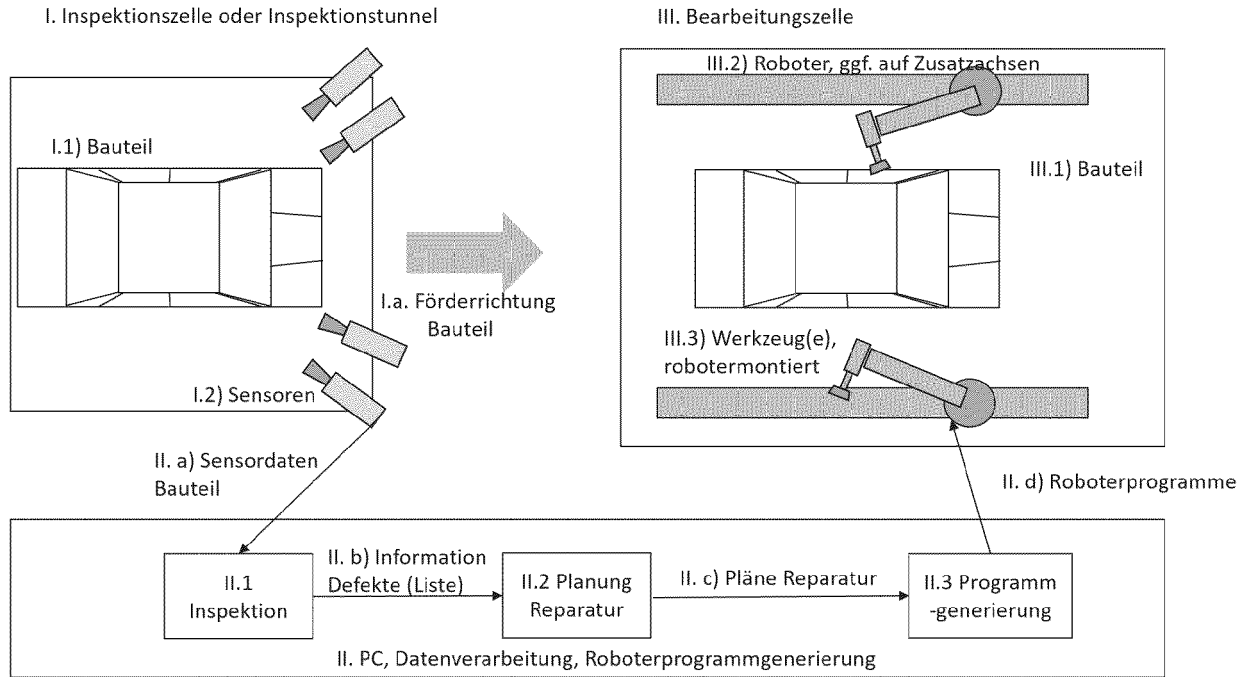 I. Inspektionszelle oder Inspektionstunnel
III. Bearbeitungszelle
III.2) Roboter, ggf. auf Zusatzachsen
I.1) Bauteil
III.1) Bauteil
I.a. Förderrichtung
Bauteil
III.3) Werkzeug(e),
robotermontiert
I.2) Sensoren
II. a) Sensordaten
Bauteil
II. d) Roboterprogramme
II.1
Inspektion
II. b) Information
Defekte (Liste)
II.2 Planung
Reparatur
II. c) Pläne Reparatur
II.3 Programm
-generierung
II. PC, Datenverarbeitung, Roboterprogrammgenerierung